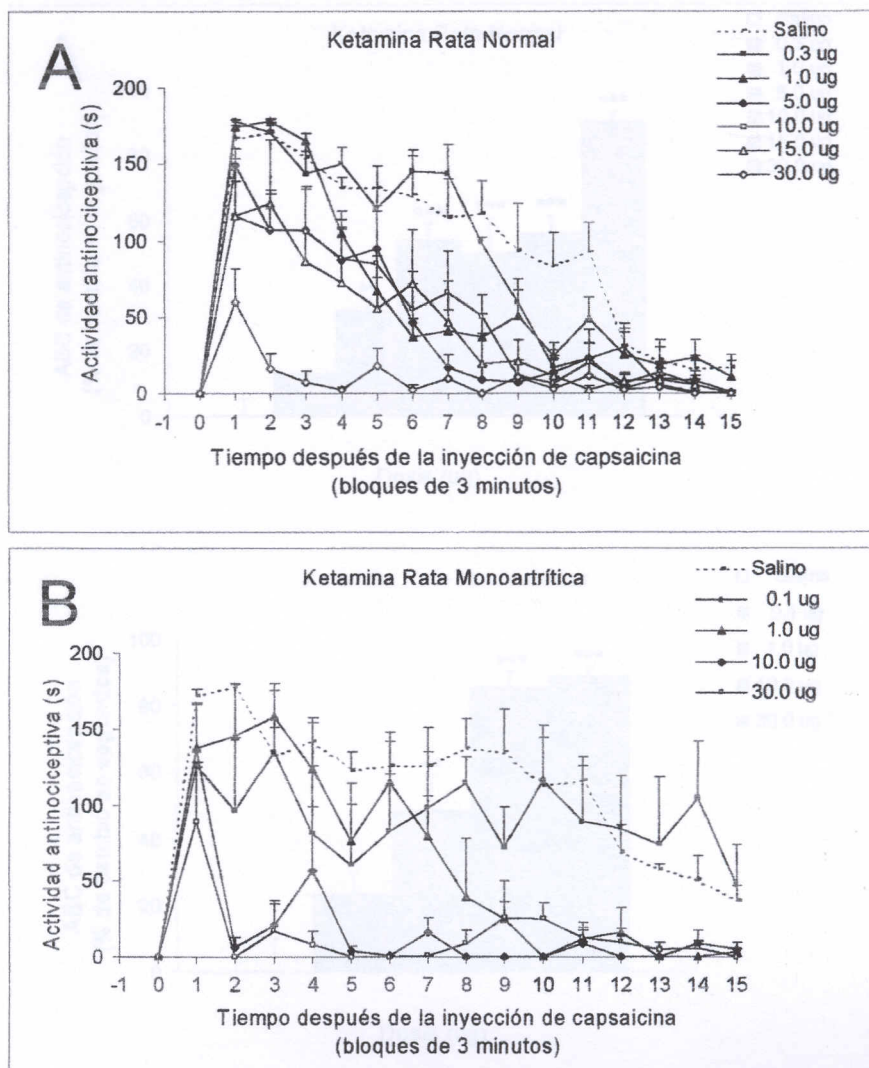 A
Ketamina Rata Normal
Salino
0.3 ug
1.0 ug
5.0 ug
10.0 ug
15.0 ug
30.0 ug
Actividad antinociceptiva (s)
200
150
100
50
0
-1 0 1 2 3 4 5 6 7 8 9 10 11 12 13 14 15
Tiempo después de la inyección de capsaicina
(bloques de 3 minutos)
B
Ketamina Rata Monoartrítica
Salino
0.1 ug
1.0 ug
10.0 ug
30.0 ug
Actividad antinociceptiva (s)
200
150
100
50
0
-1 0 1 2 3 4 5 6 7 8 9 10 11 12 13 14 15
Tiempo después de la inyección de capsaicina
(bloques de 3 minutos)